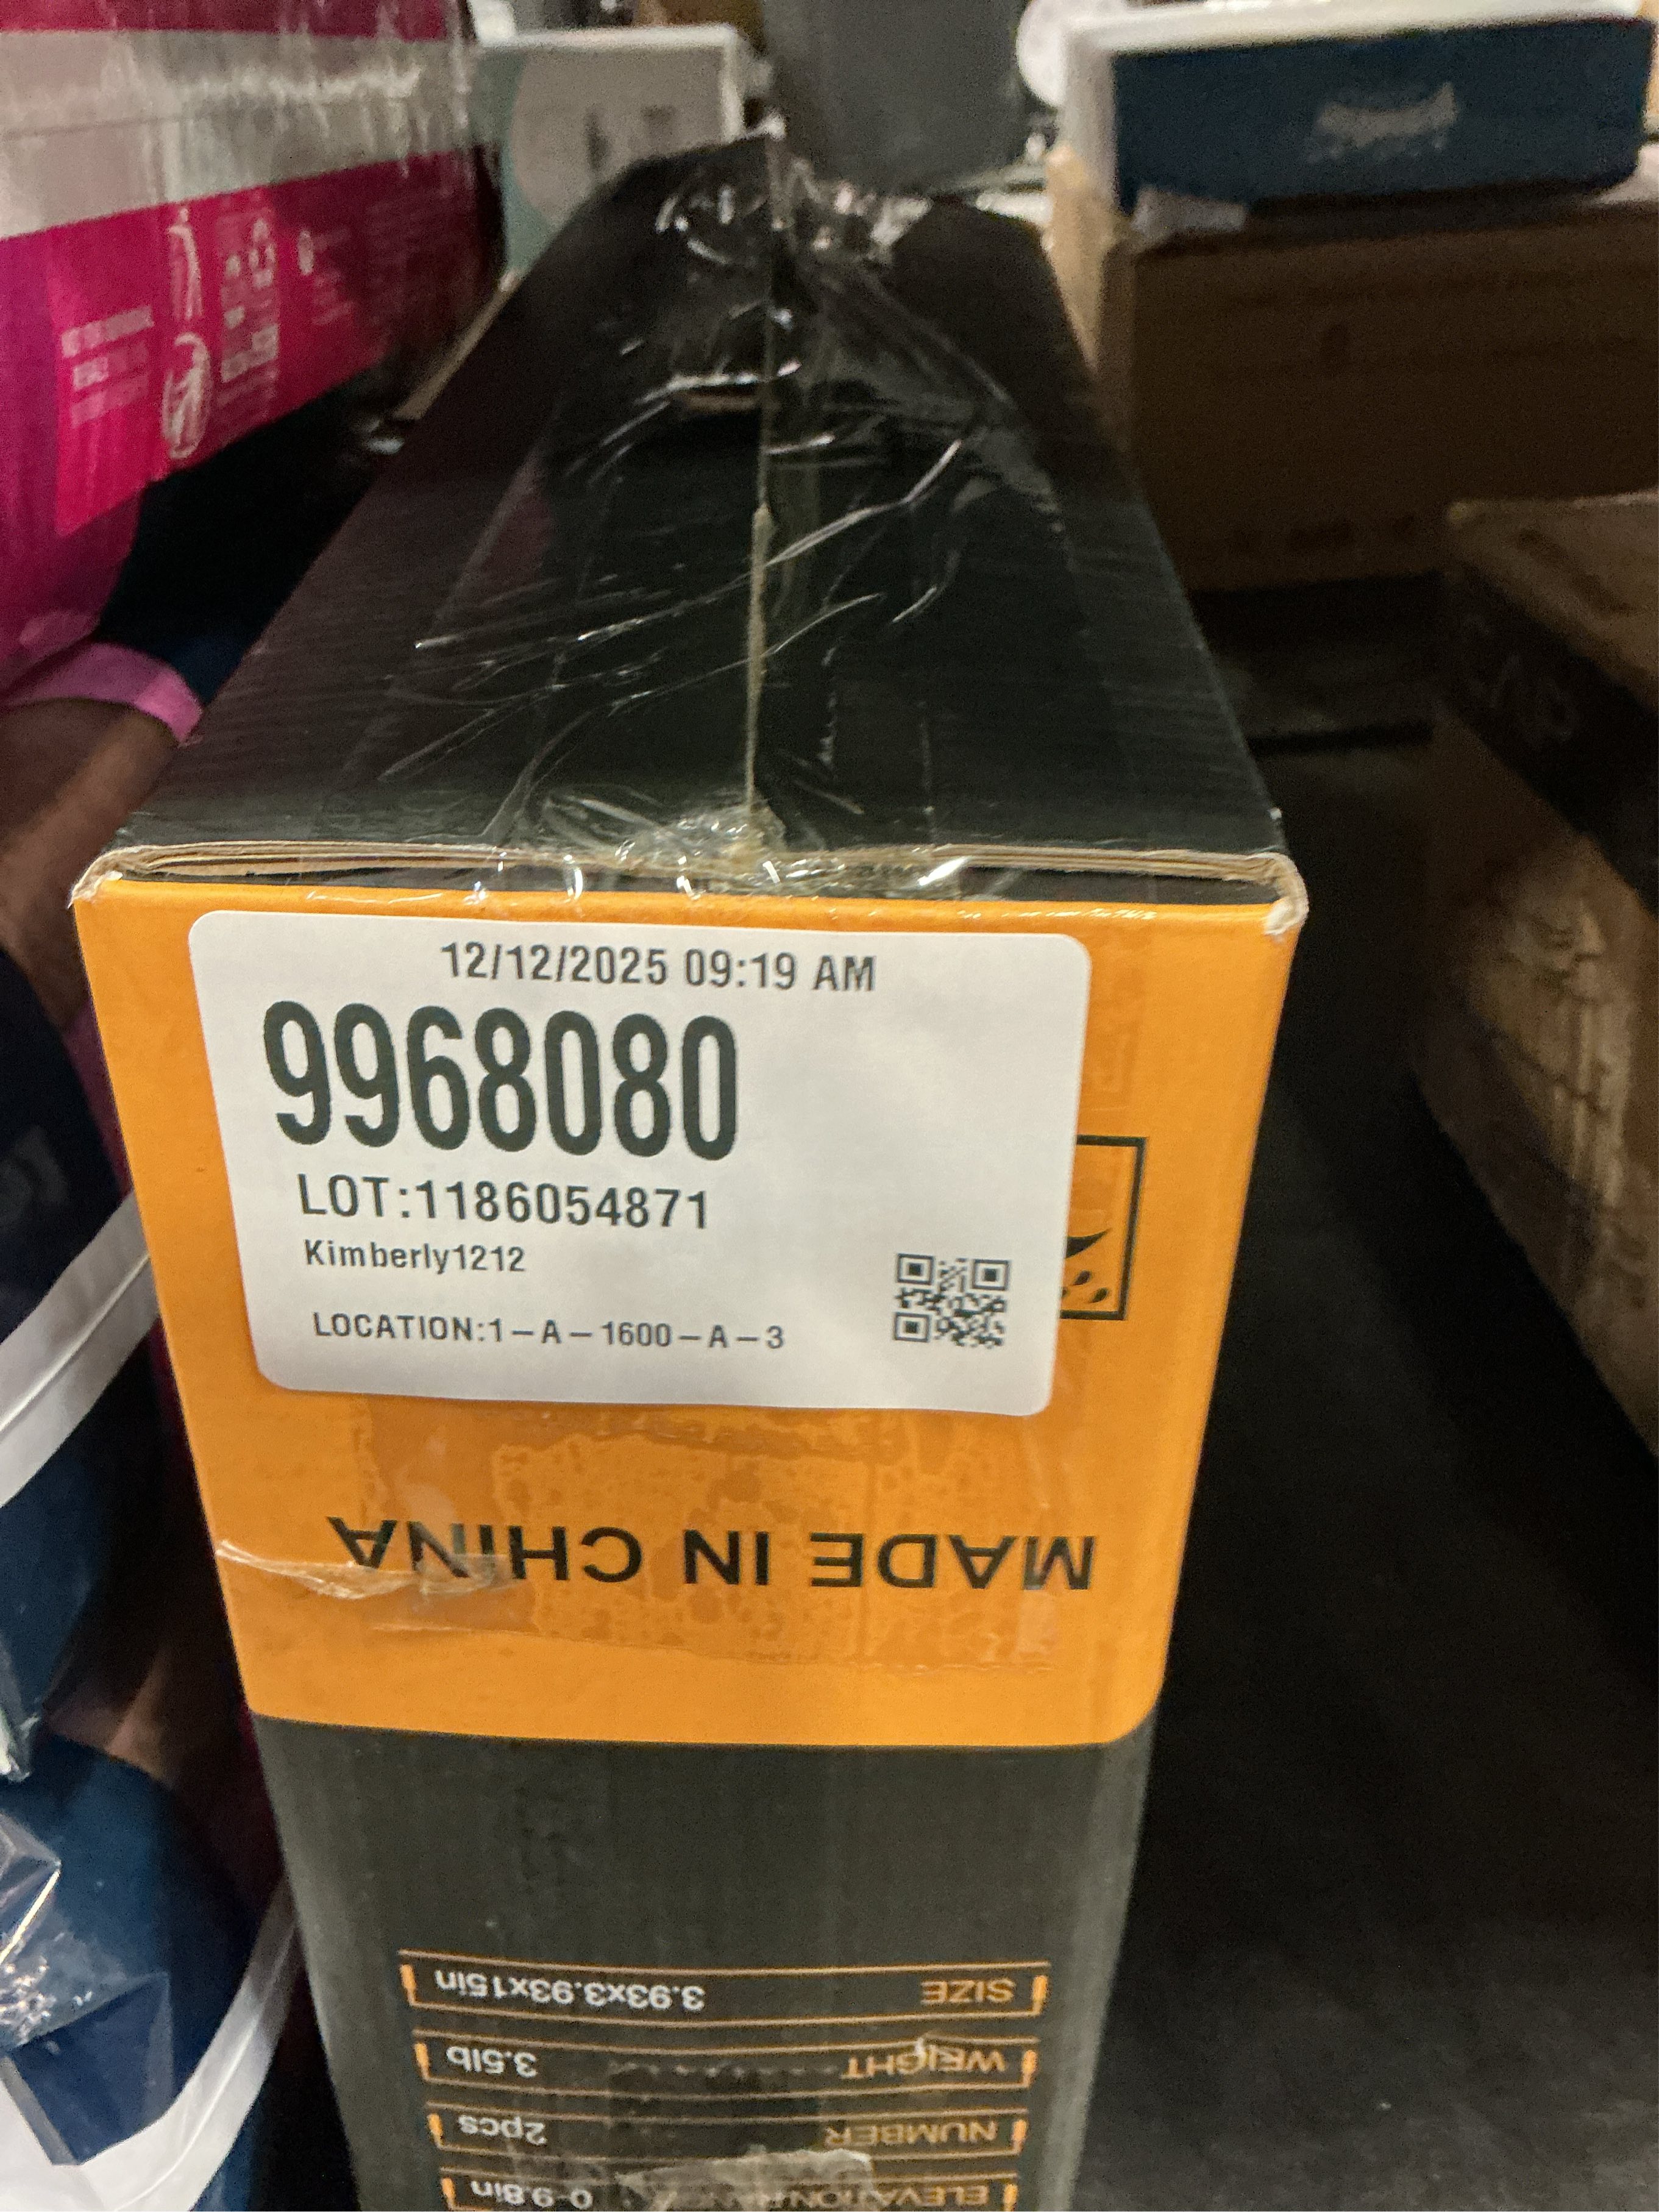 12/12/2025 09:19 AM
9968080
LOT:1186054871
Kimberly1212
LOCATION:1-A-1600-A-3
MADE IN CHINA
SIZE 3.93x3.93x15in
WEIGHT 3.5lb
NUMBER 2pcs
0-9.8in